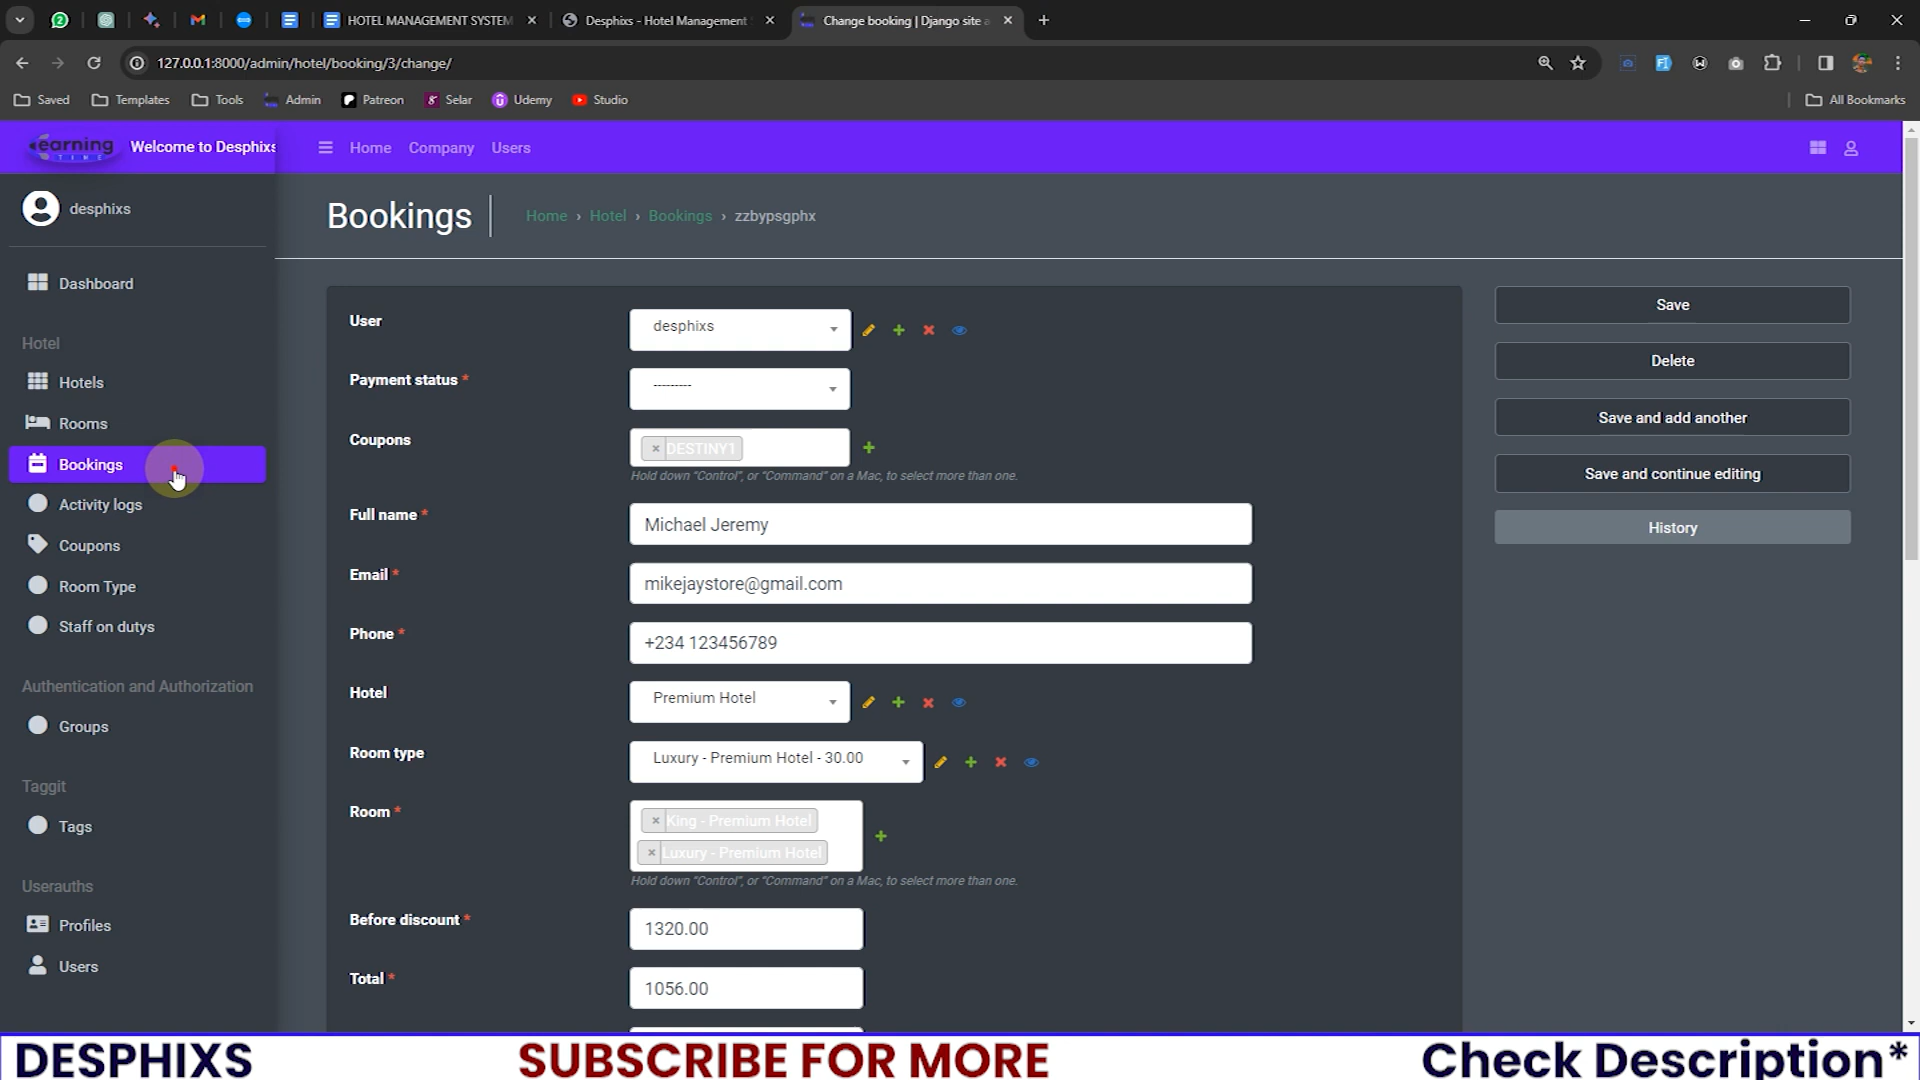 HOTEL MANAGEMENT SYSTEM
Desphixs - Hotel Management
Change booking | Django site a
127.0.0.1:8000/admin/hotel/booking/3/change/
Saved
Templates
Tools
Admin
Patreon
Selar
Udemy
Studio
All Bookmarks
earning
TIME
Welcome to Desphixs
Home
Company
Users
desphixs
Bookings
Home › Hotel › Bookings › zzbypsgphx
Dashboard
Hotel
Hotels
Rooms
Bookings
Activity logs
Coupons
Room Type
Staff on dutys
Authentication and Authorization
Groups
Taggit
Tags
Userauths
Profiles
Users
User
desphixs
Payment status *
---------
Coupons
× DESTINY1
Hold down “Control”, or “Command” on a Mac, to select more than one.
Full name *
Michael Jeremy
Email *
mikejaystore@gmail.com
Phone *
+234 123456789
Hotel
Premium Hotel
Room type
Luxury - Premium Hotel - 30.00
Room *
× King - Premium Hotel
× Luxury - Premium Hotel
Hold down “Control”, or “Command” on a Mac, to select more than one.
Before discount *
1320.00
Total *
1056.00
Save
Delete
Save and add another
Save and continue editing
History
DESPHIXS
SUBSCRIBE FOR MORE
Check Description*